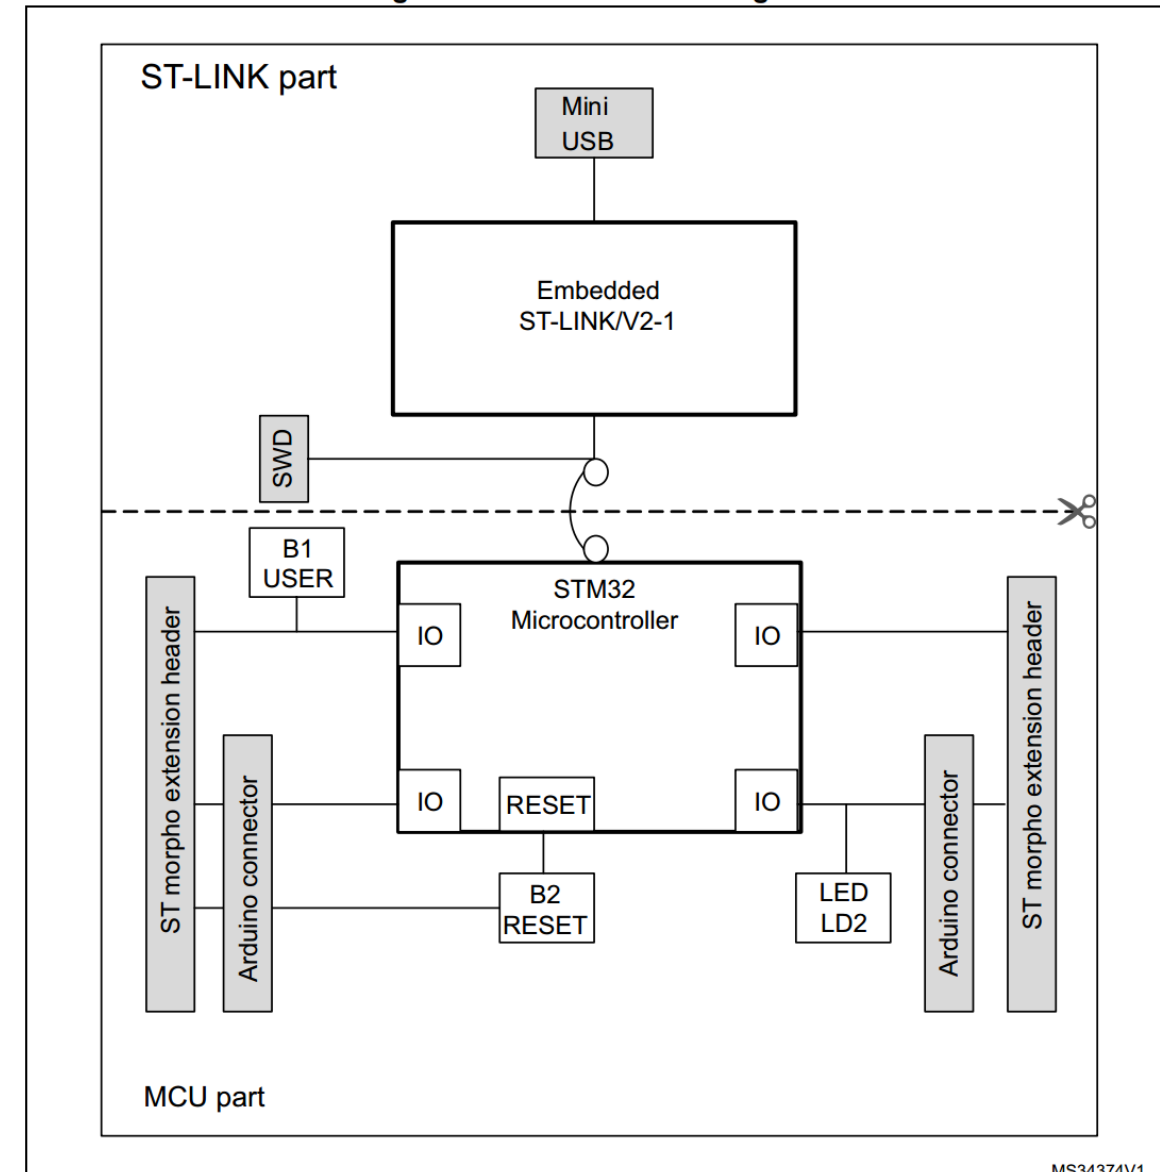 ST-LINK part
Mini
USB
Embedded
ST-LINK/V2-1
SWD
B1
USER
STM32
Microcontroller
IO
IO
ST morpho extension header
ST morpho extension header
Arduino connector
Arduino connector
IO
RESET
IO
B2
RESET
LED
LD2
MCU part
MS34374V1